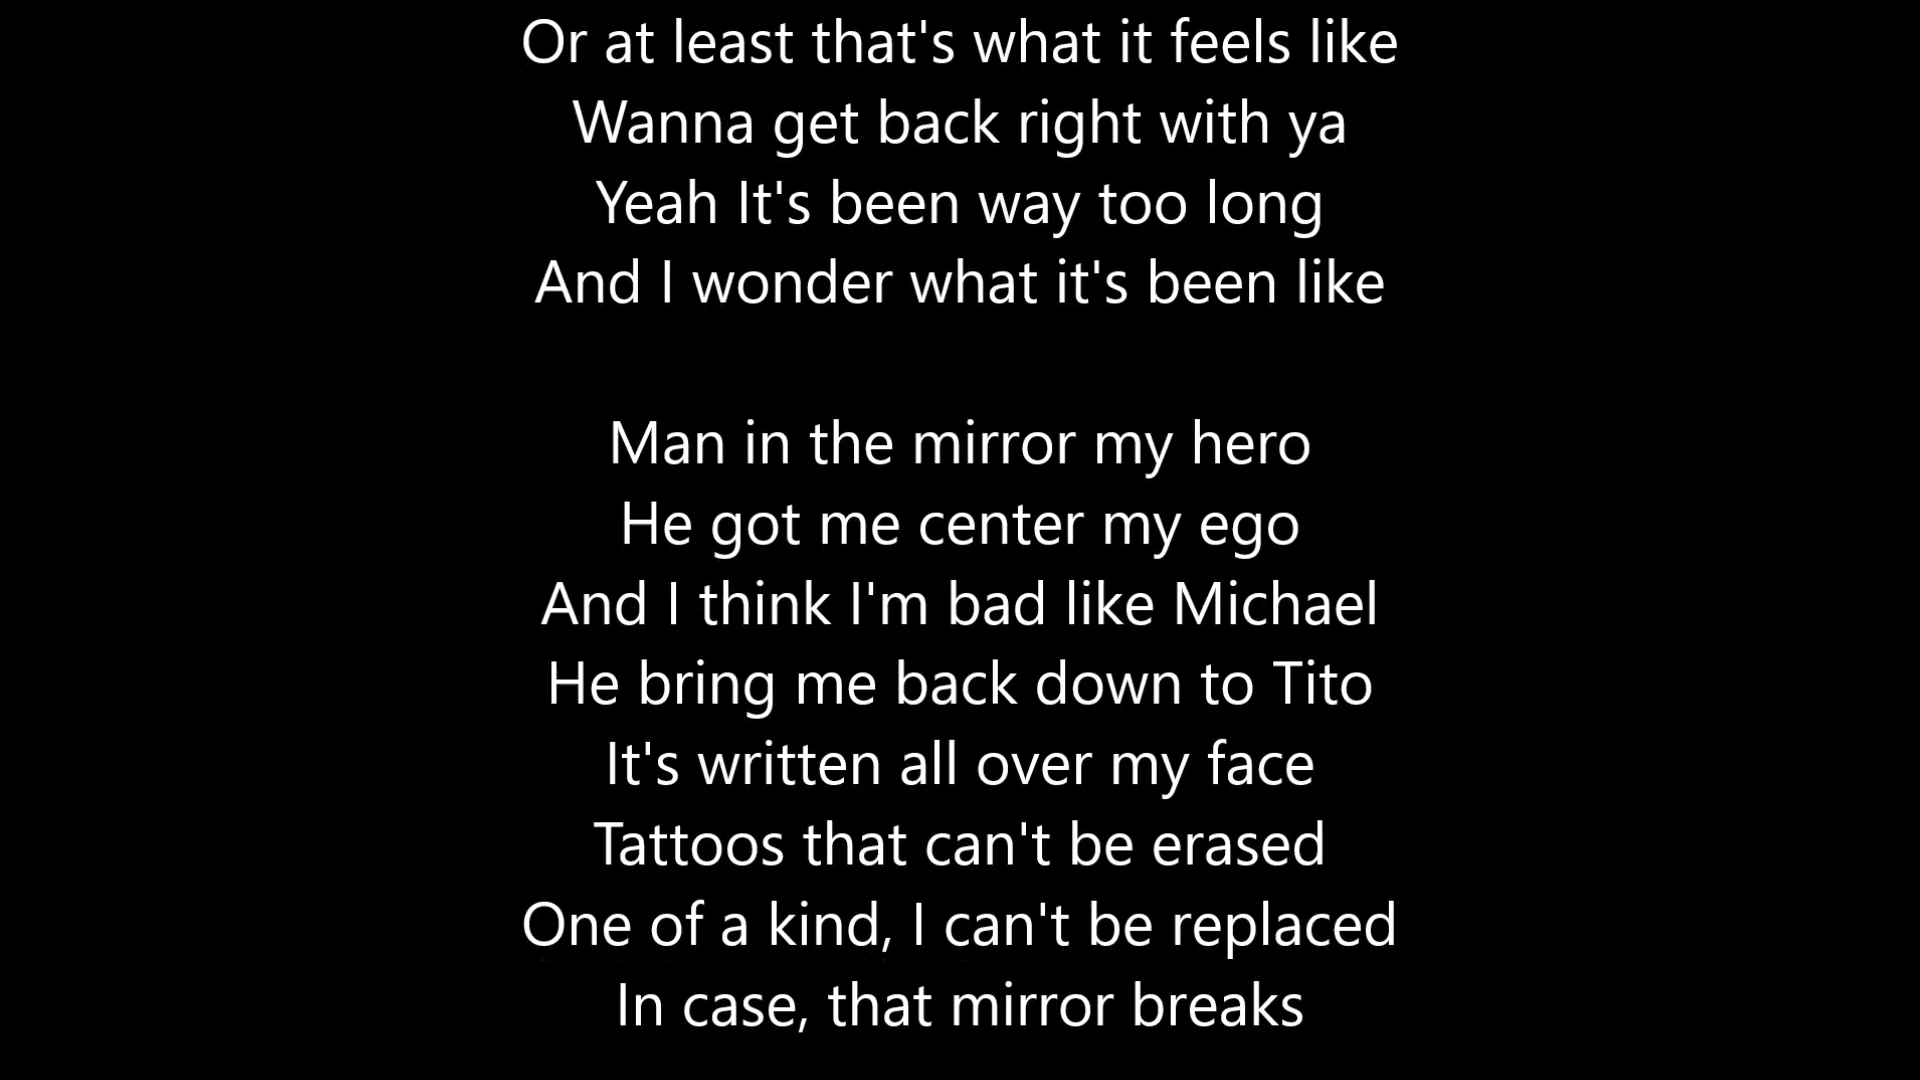 Or at least that's what it feels like
Wanna get back right with ya
Yeah It's been way too long
And I wonder what it's been like
Man in the mirror my hero
He got me center my ego
And I think I'm bad like Michael
He bring me back down to Tito
It's written all over my face
Tattoos that can't be erased
One of a kind, I can't be replaced
In case, that mirror breaks